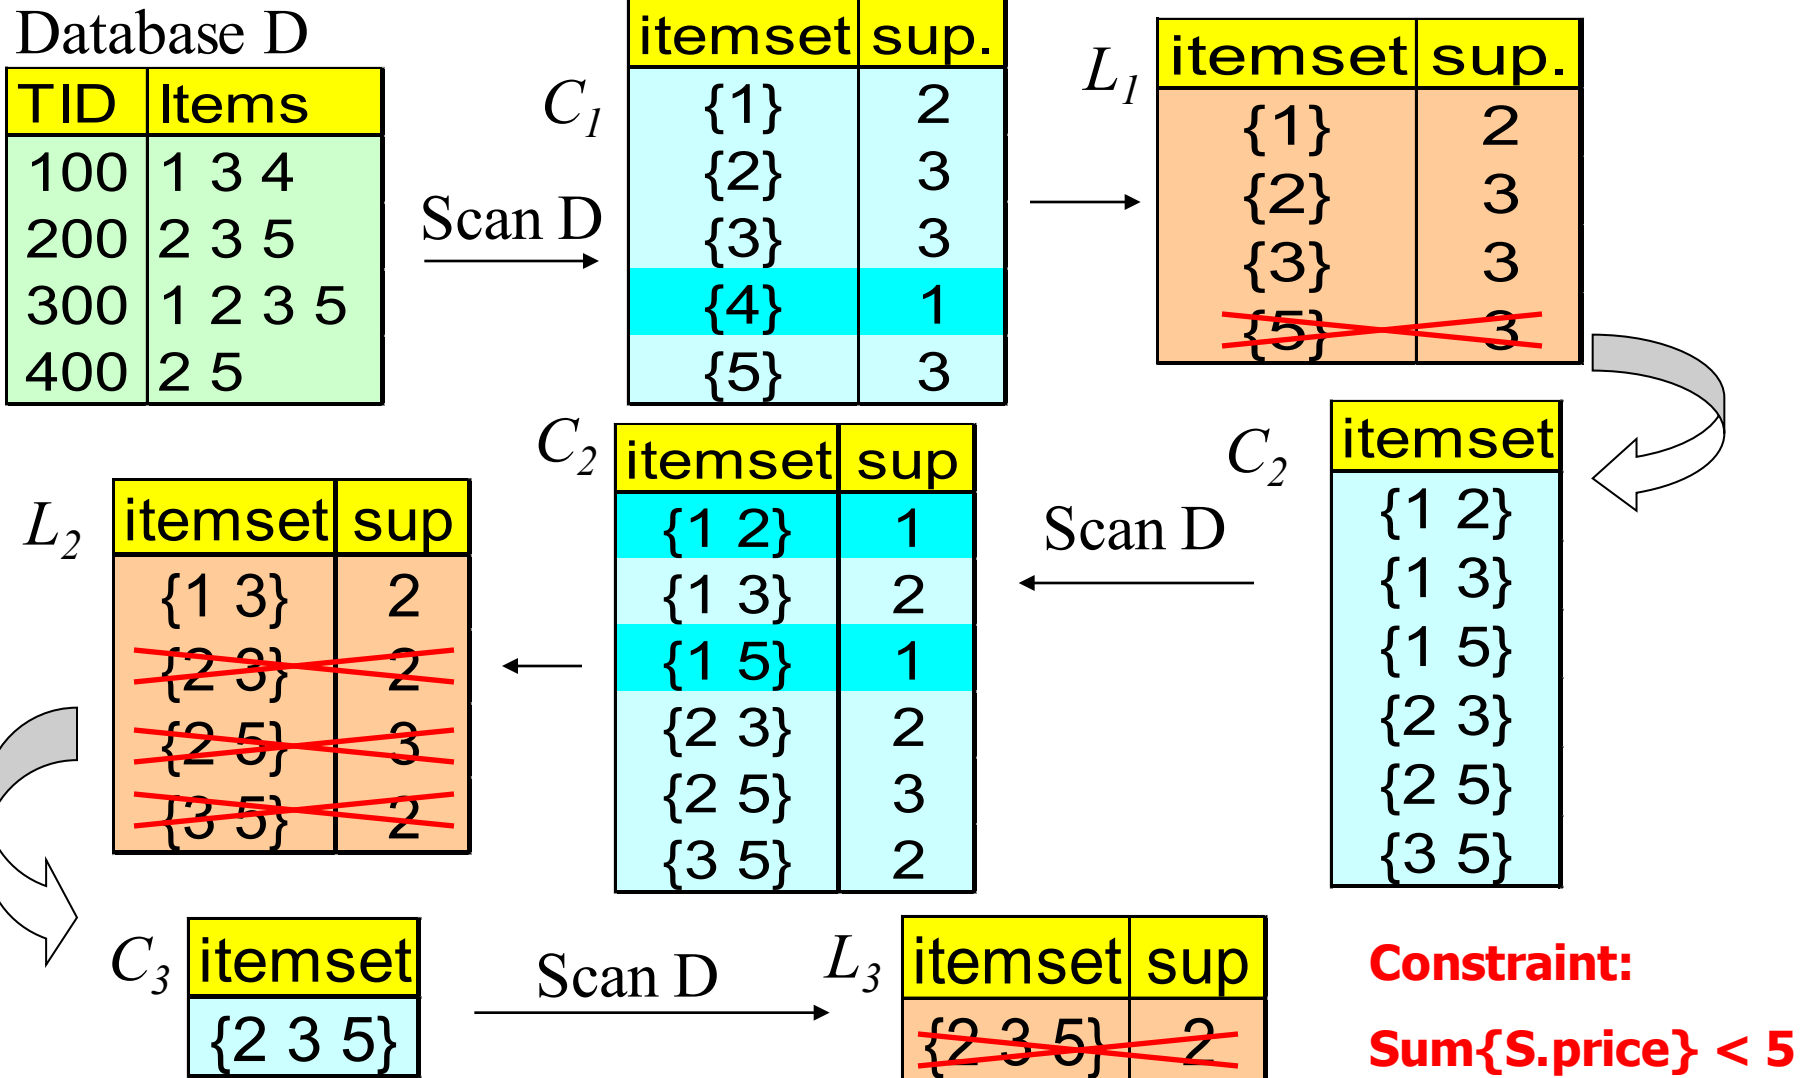 Database D
TID Items
100 1 3 4
200 2 3 5
300 1 2 3 5
400 2 5
Scan D
C1
itemset sup.
{1} 2
{2} 3
{3} 3
{4} 1
{5} 3
L1
itemset sup.
{1} 2
{2} 3
{3} 3
{5} 3
C2
itemset
{1 2}
{1 3}
{1 5}
{2 3}
{2 5}
{3 5}
Scan D
C2
itemset sup
{1 2} 1
{1 3} 2
{1 5} 1
{2 3} 2
{2 5} 3
{3 5} 2
L2
itemset sup
{1 3} 2
{2 3} 2
{2 5} 3
{3 5} 2
C3
itemset
{2 3 5}
Scan D
L3
itemset sup
{2 3 5} 2
Constraint:
Sum{S.price} < 5